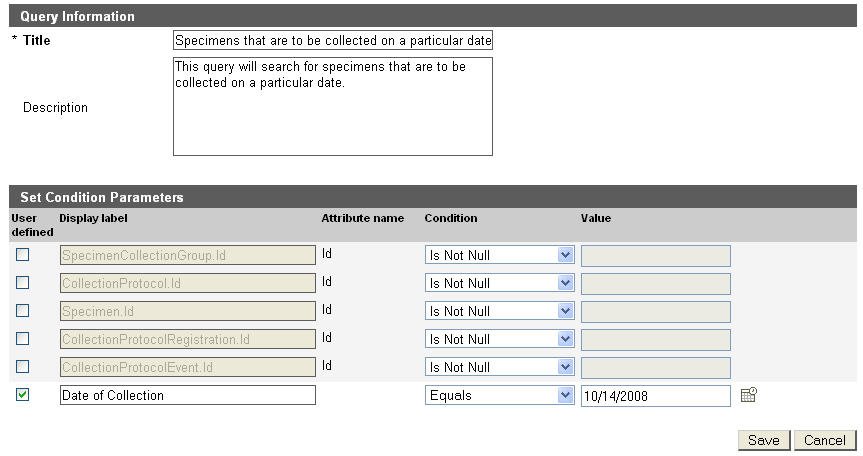 Query Information
* Title
Specimens that are to be collected on a particular date
This query will search for specimens that are to be
collected on a particular date.
Description
Set Condition Parameters
User defined Display label Attribute name Condition Value
SpecimenCollectionGroup.Id Id Is Not Null
CollectionProtocol.Id Id Is Not Null
Specimen.Id Id Is Not Null
CollectionProtocolRegistration.Id Id Is Not Null
CollectionProtocolEvent.Id Id Is Not Null
Date of Collection Equals 10/14/2008
Save Cancel